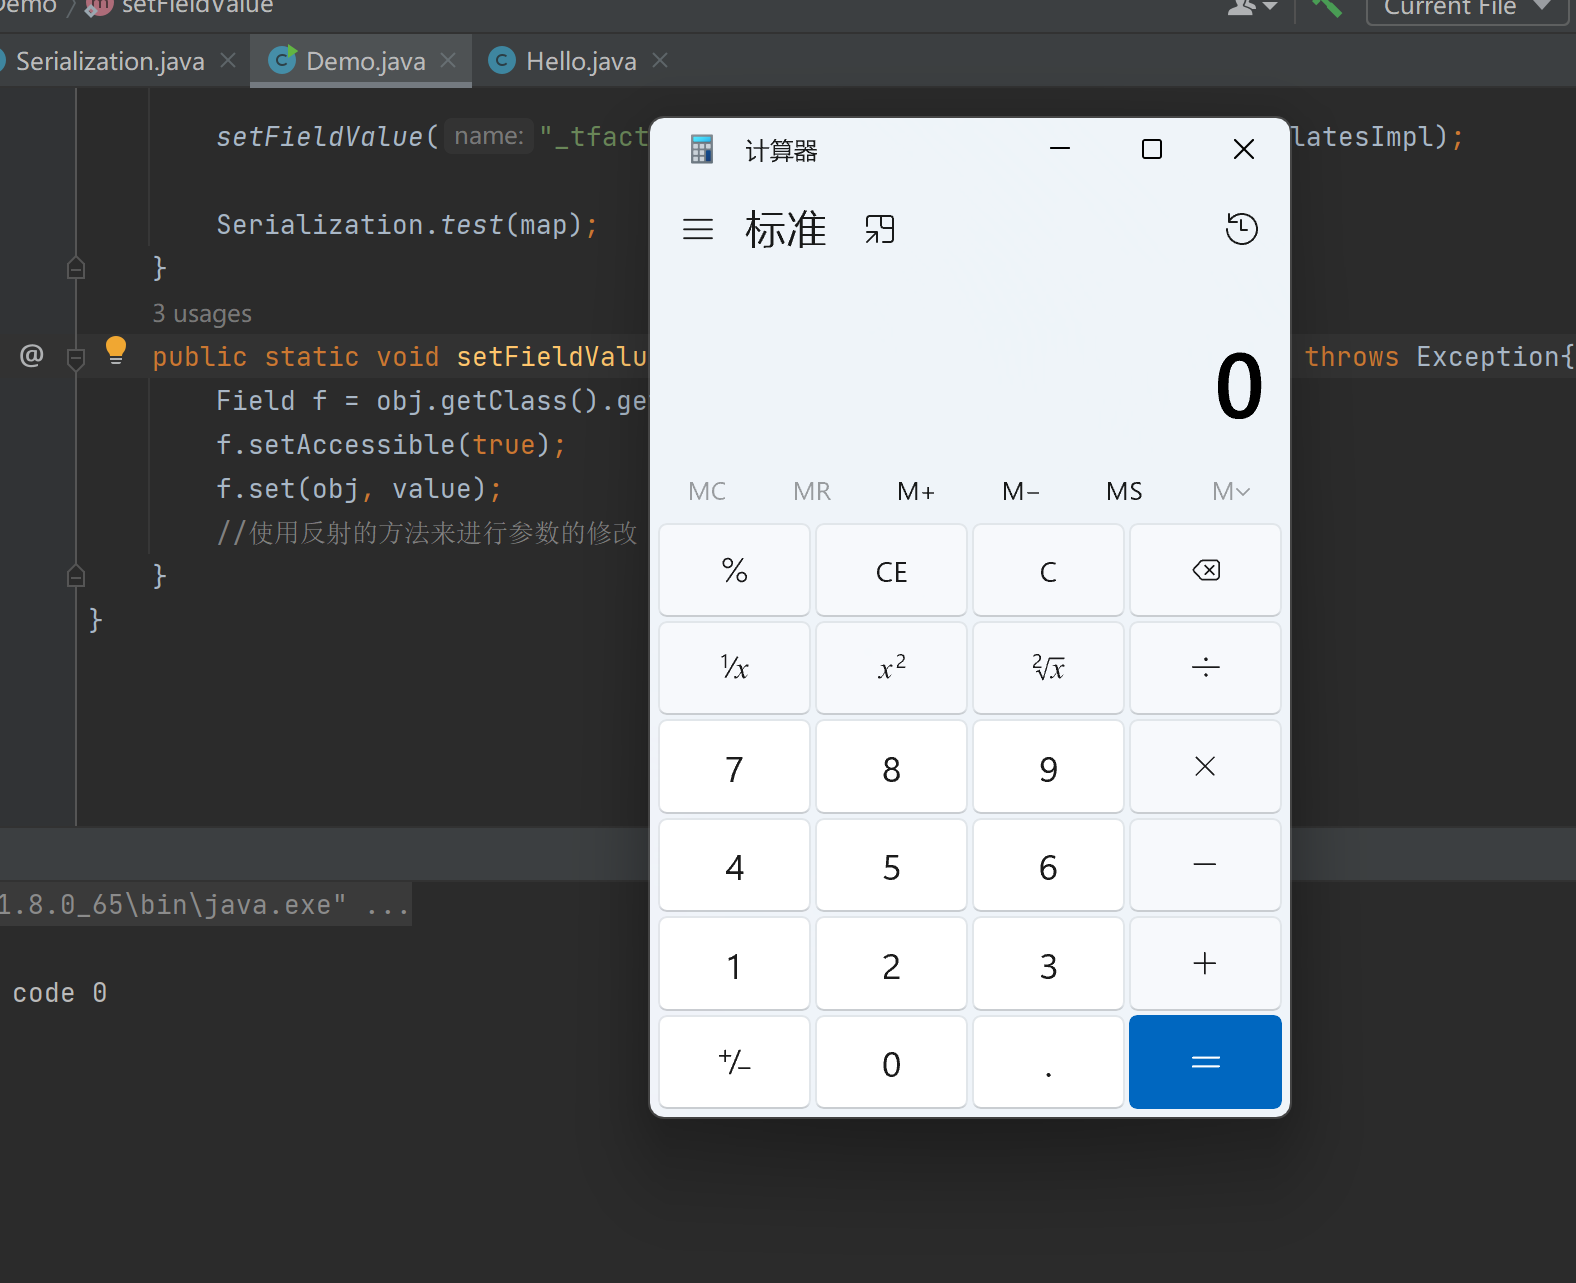 Demo setFieldValue Current File
Serialization.java Demo.java Hello.java
setFieldValue( name: "_tfact latesImpl);
Serialization.test(map);
}
3 usages
@ public static void setFieldValu throws Exception{
Field f = obj.getClass().ge
f.setAccessible(true);
f.set(obj, value);
//使用反射的方法来进行参数的修改
}
}
1.8.0_65\bin\java.exe" ...
code 0
计算器
标准
0
MC MR M+ M− MS M
% CE C
⅟x x² ²√x ÷
7 8 9 ×
4 5 6 −
1 2 3 +
+/− 0 . =